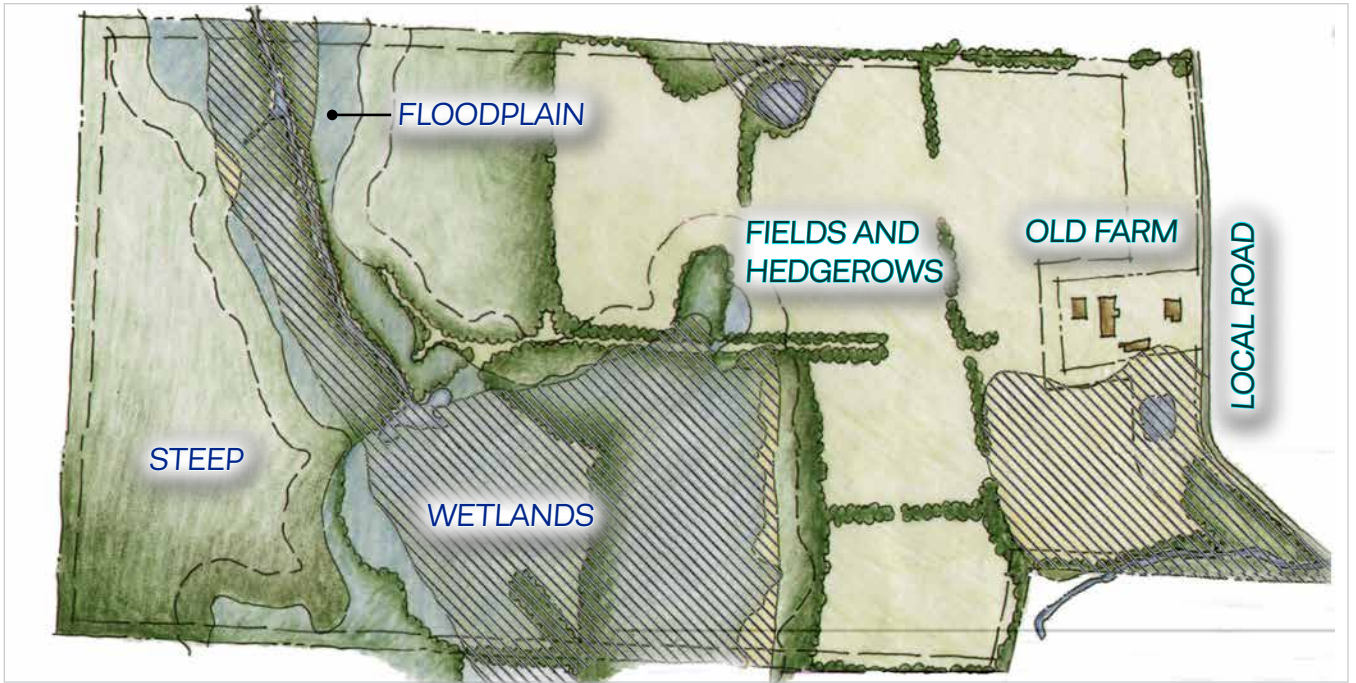 FLOODPLAIN
FIELDS AND
HEDGEROWS
OLD FARM
LOCAL ROAD
STEEP
WETLANDS